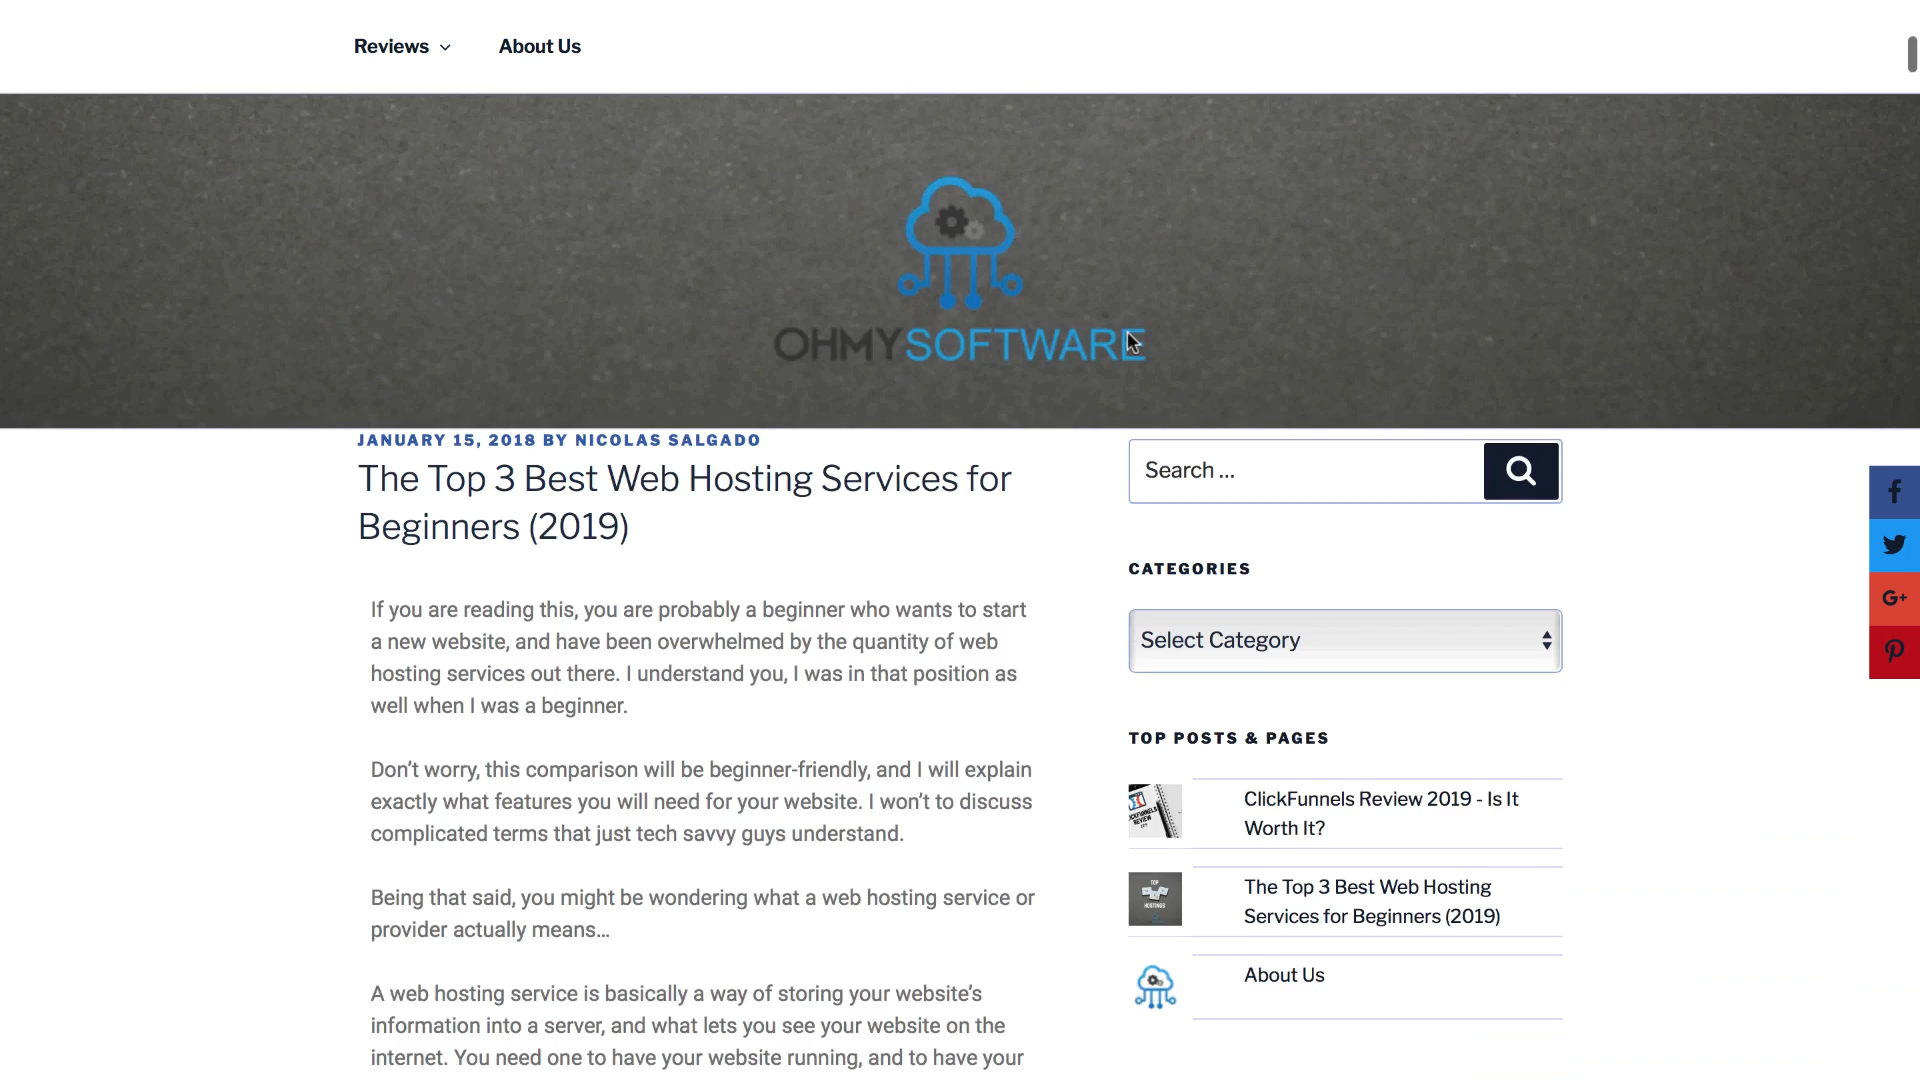 Reviews
About Us
OHMYSOFTWARE
JANUARY 15, 2018 BY NICOLAS SALGADO
The Top 3 Best Web Hosting Services for
Beginners (2019)
If you are reading this, you are probably a beginner who wants to start
a new website, and have been overwhelmed by the quantity of web
hosting services out there. I understand you, I was in that position as
well when I was a beginner.
Don’t worry, this comparison will be beginner-friendly, and I will explain
exactly what features you will need for your website. I won’t to discuss
complicated terms that just tech savvy guys understand.
Being that said, you might be wondering what a web hosting service or
provider actually means…
A web hosting service is basically a way of storing your website’s
information into a server, and what lets you see your website on the
internet. You need one to have your website running, and to have your
Search …
CATEGORIES
Select Category
TOP POSTS & PAGES
CLICKFUNNELS
REVIEW
ClickFunnels Review 2019 - Is It
Worth It?
TOP
HOSTINGS
The Top 3 Best Web Hosting
Services for Beginners (2019)
About Us
G+